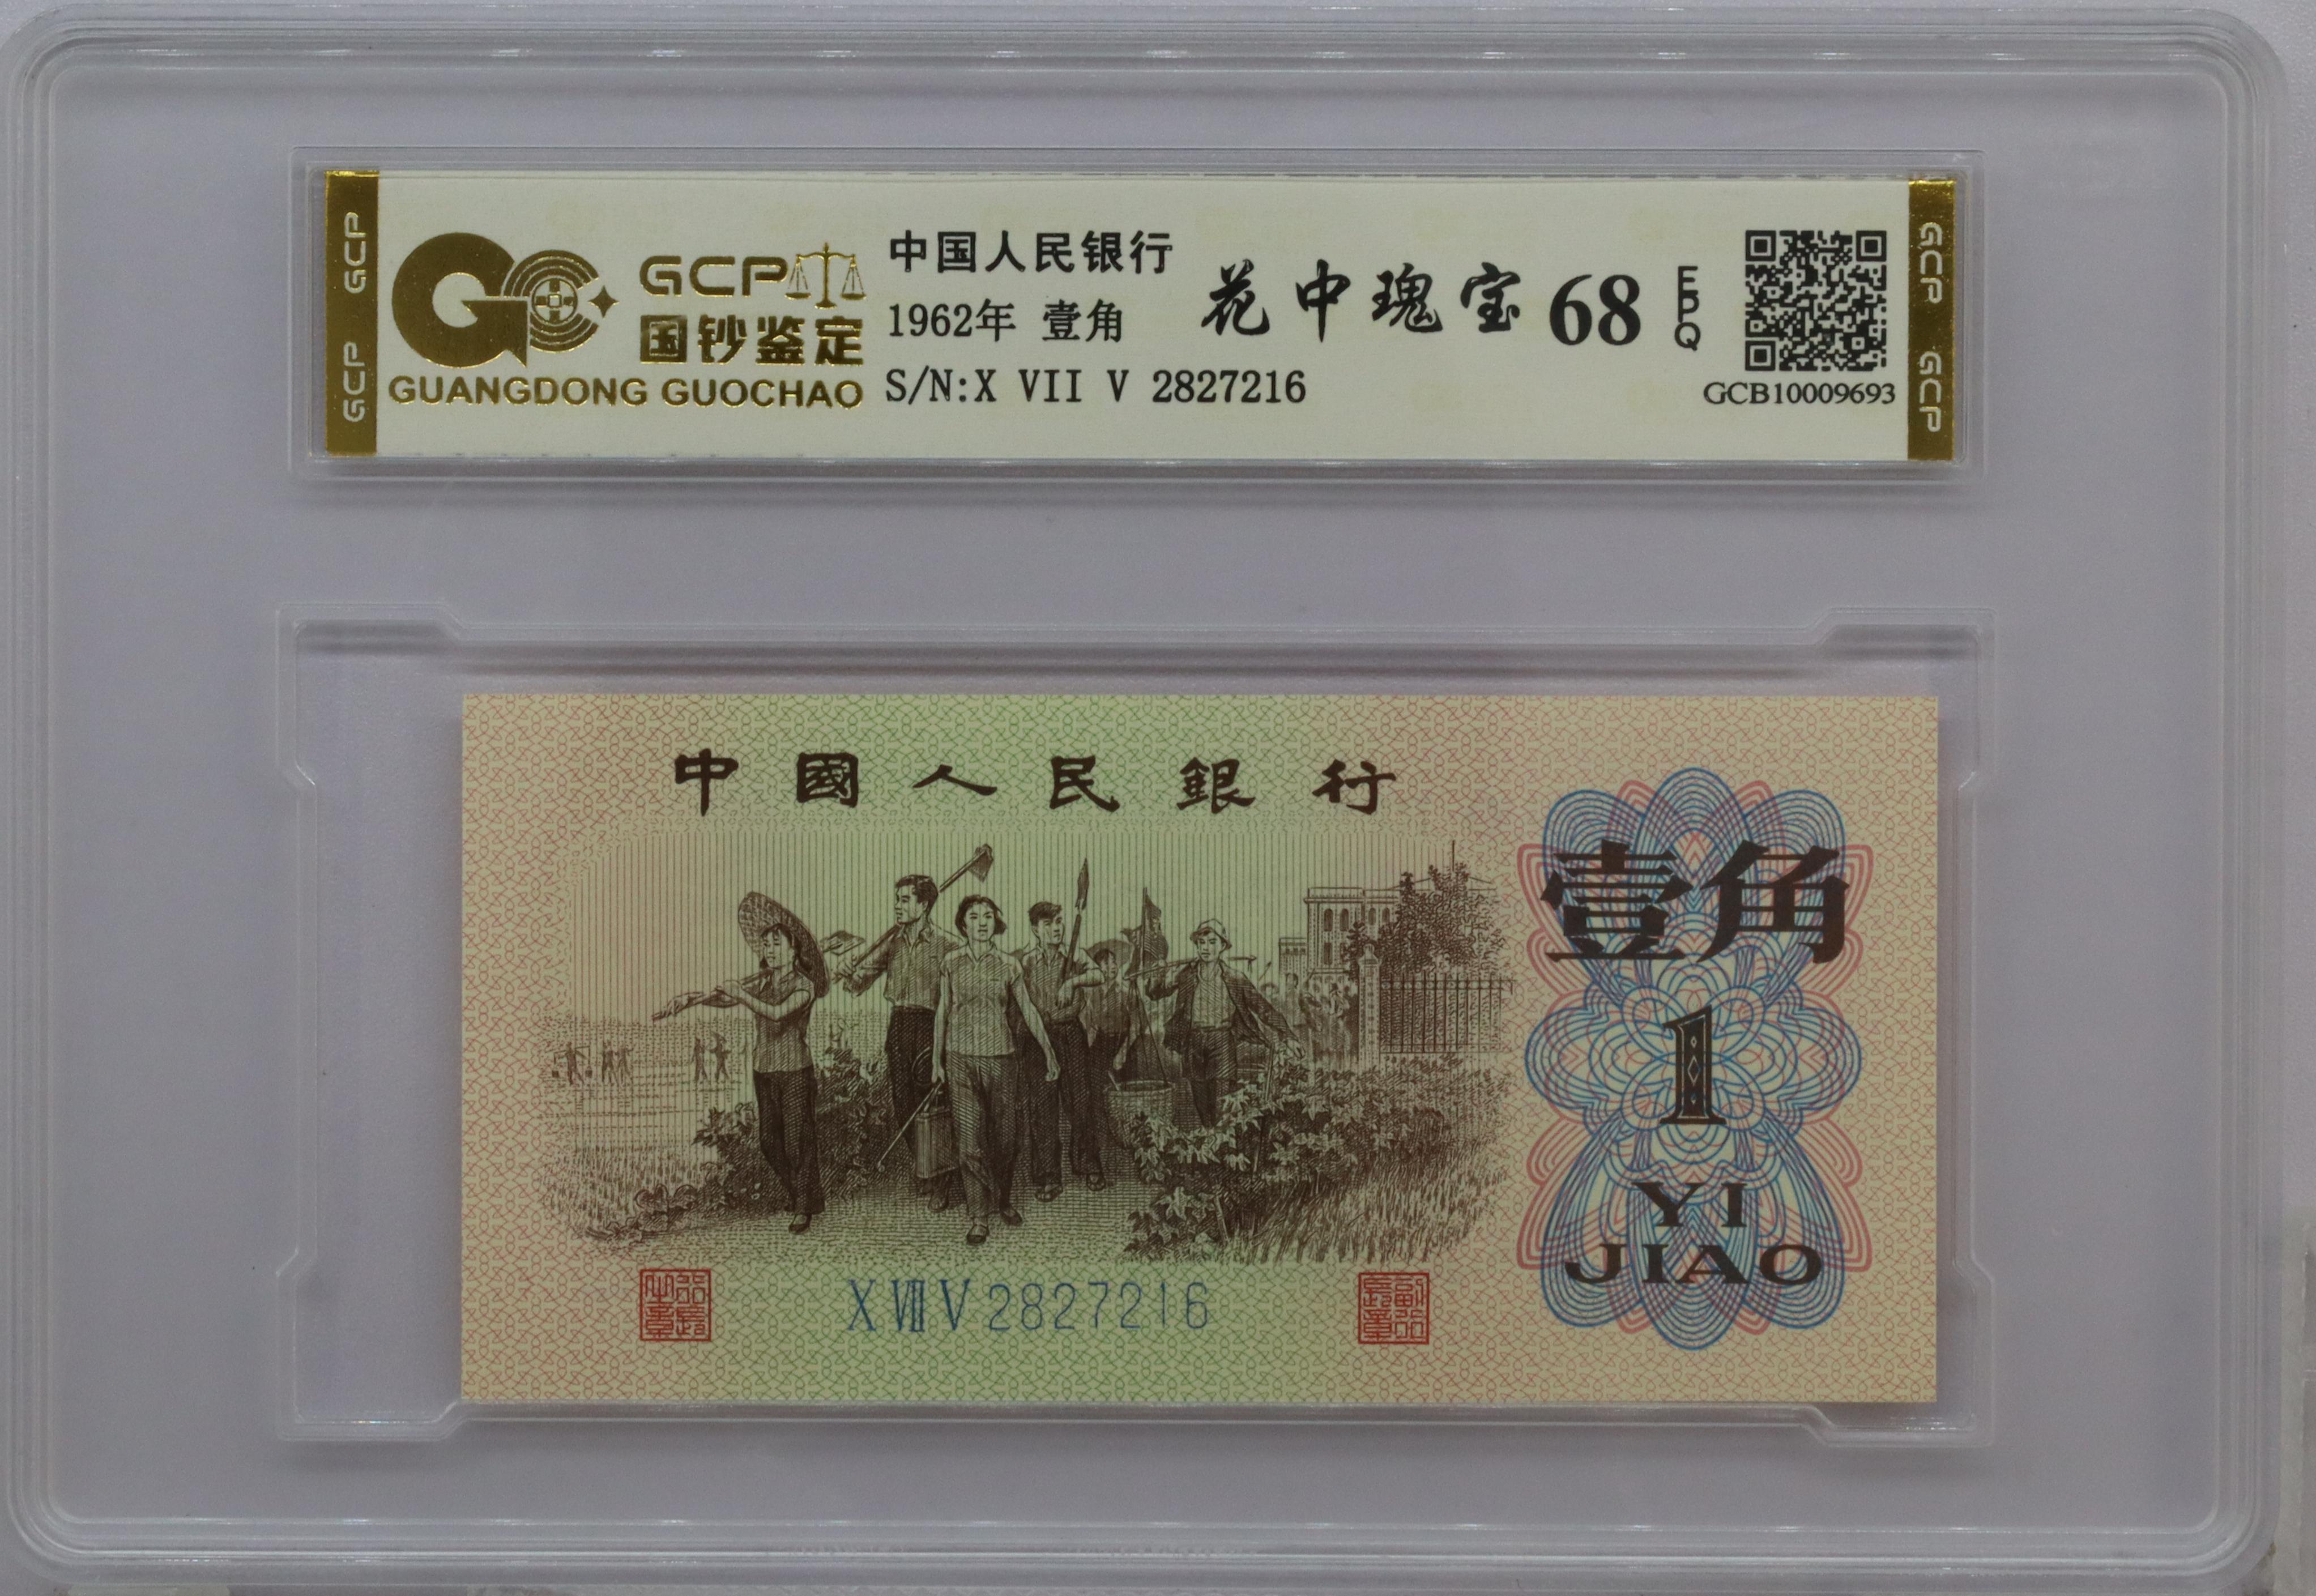 GCP GCP
GCP
国钞鉴定
GUANGDONG GUOCHAO
中国人民银行
1962年 壹角
S/N:X VII V 2827216
花中瑰宝 68 EPQ
GCB10009693
GCP GCP
中國人民銀行
壹角
1
YI
JIAO
X VII V 2827216